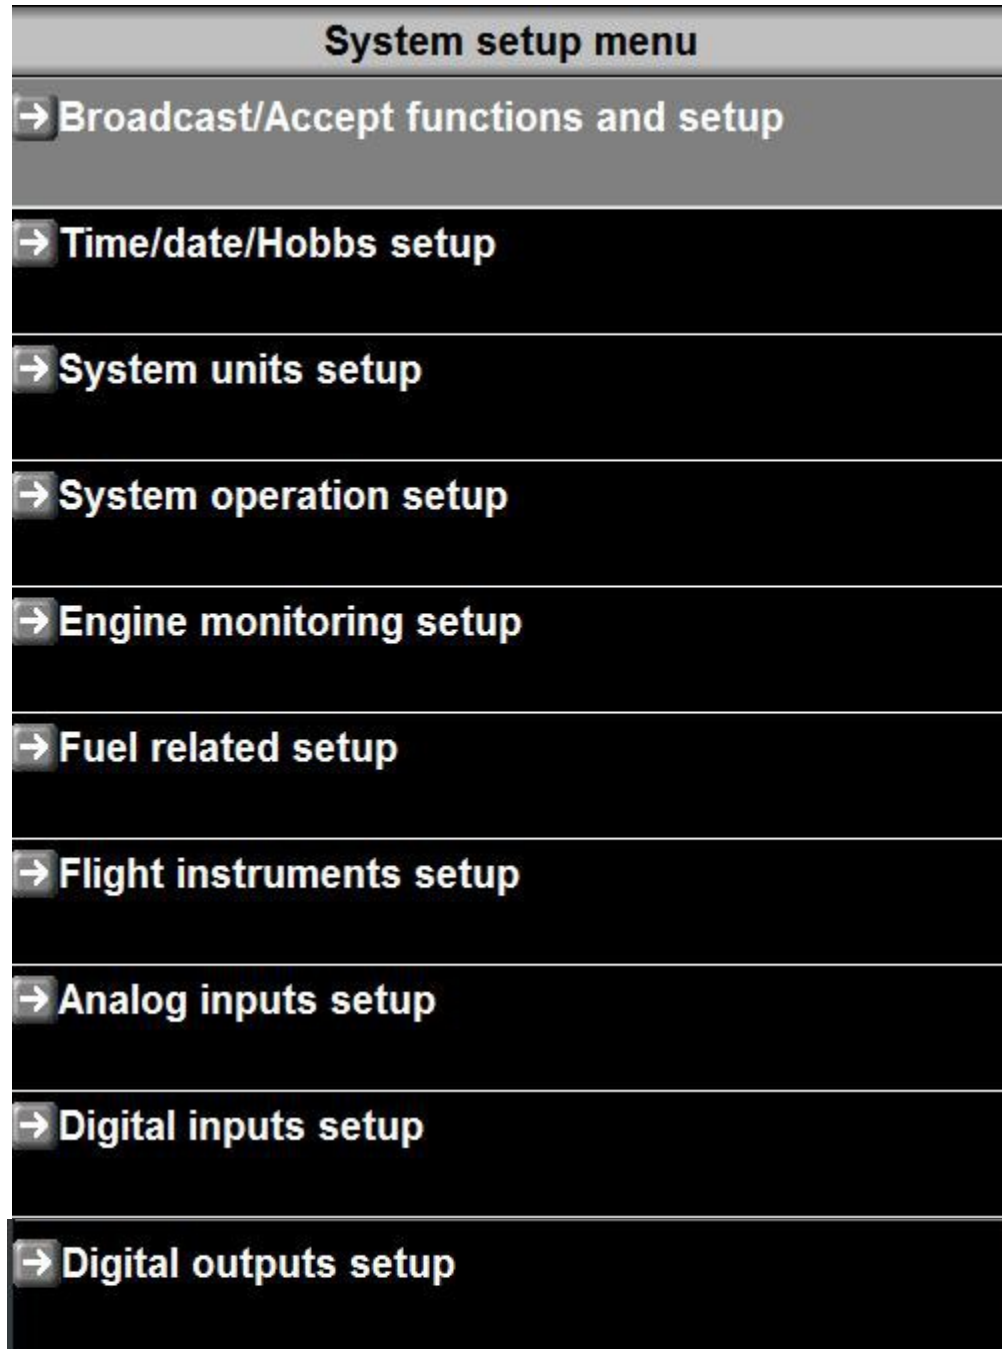 System setup menu
Broadcast/Accept functions and setup
Time/date/Hobbs setup
System units setup
System operation setup
Engine monitoring setup
Fuel related setup
Flight instruments setup
Analog inputs setup
Digital inputs setup
Digital outputs setup